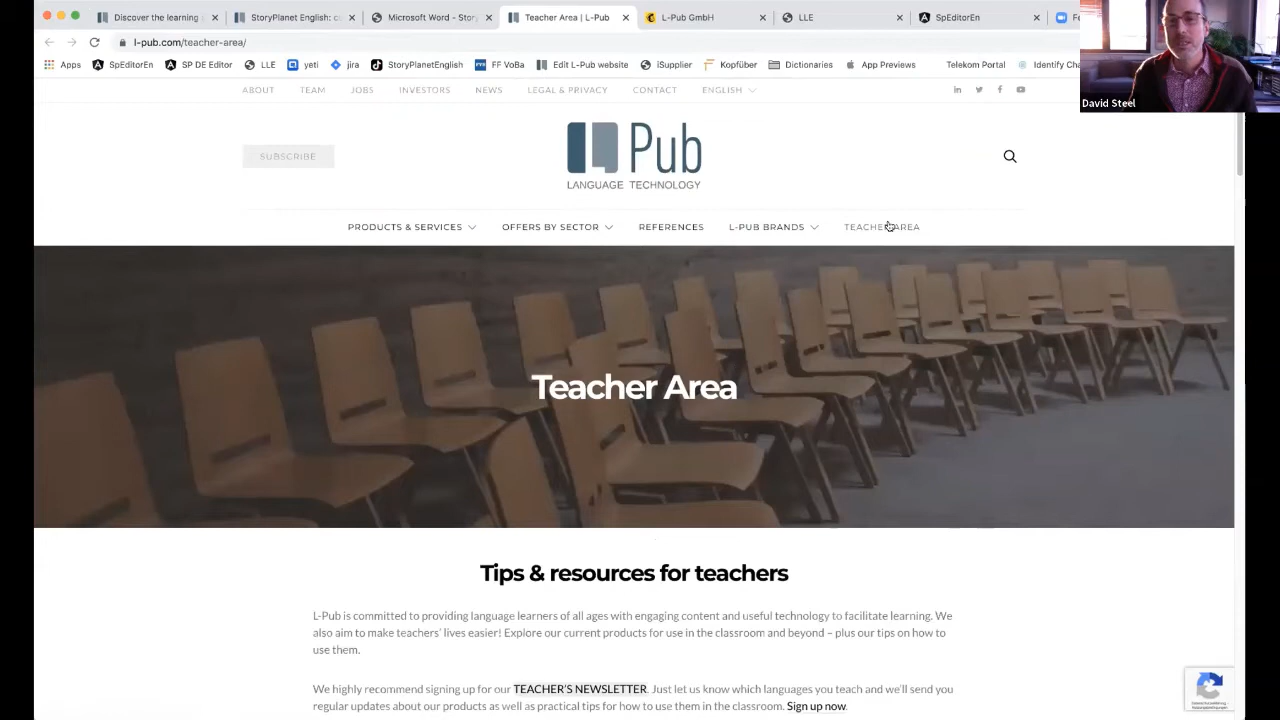 Discover the learning
StoryPlanet English: c
Microsoft Word - Stor
Teacher Area | L-Pub
L-Pub GmbH
LLE
SpEditorEn
l-pub.com/teacher-area/
Apps
SpEditorEn
SP DE Editor
LLE
yeti
jira
StoryPlanetEnglish
FF VoBa
Edit L-Pub website
iSupplier
Kopfüber
Dictionaries
App Previews
Telekom Portal
Identify Cha
David Steel
ABOUT
TEAM
JOBS
INVESTORS
NEWS
LEGAL & PRIVACY
CONTACT
ENGLISH
SUBSCRIBE
Pub
LANGUAGE TECHNOLOGY
PRODUCTS & SERVICES
OFFERS BY SECTOR
REFERENCES
L-PUB BRANDS
TEACHER AREA
Teacher Area
Tips & resources for teachers
L-Pub is committed to providing language learners of all ages with engaging content and useful technology to facilitate learning. We
also aim to make teachers' lives easier! Explore our current products for use in the classroom and beyond – plus our tips on how to
use them.
We highly recommend signing up for our TEACHER'S NEWSLETTER. Just let us know which languages you teach and we'll send you
regular updates about our products as well as practical tips for how to use them in the classroom. Sign up now.